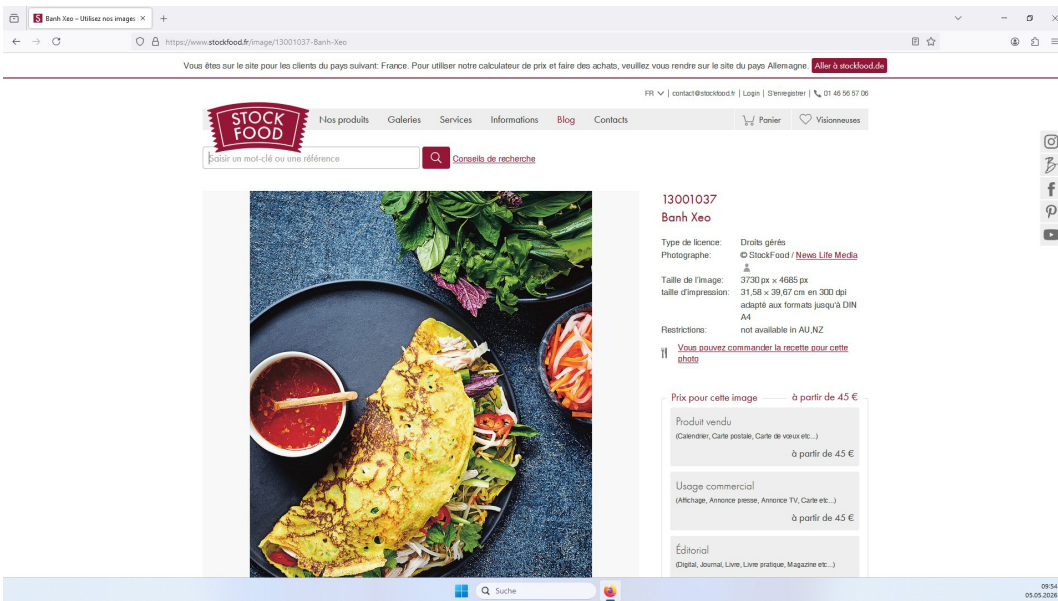 Banh Xeo – Utilisez nos images
https://www.stockfood.fr/image/13001037-Banh-Xeo
Vous êtes sur le site pour les clients du pays suivant: France. Pour utiliser notre calculateur de prix et faire des achats, veuillez vous rendre sur le site du pays Allemagne. Aller à stockfood.de
FR | contact@stockfood.fr | Login | S'enregistrer | 01 46 56 57 06
STOCK
FOOD
Nos produits Galeries Services Informations Blog Contacts Panier Visionneuses
Saisir un mot-clé ou une référence Conseils de recherche
13001037
Banh Xeo
Type de licence: Droits gérés
Photographe: © StockFood / News Life Media
Taille de l'image: 3730 px × 4685 px
taille d'impression: 31,58 × 39,67 cm en 300 dpi
adapté aux formats jusqu'à DIN
A4
Restrictions: not available in AU,NZ
Vous pouvez commander la recette pour cette
photo
Prix pour cette image à partir de 45 €
Produit vendu
(Calendrier, Carte postale, Carte de vœux etc...)
à partir de 45 €
Usage commercial
(Affichage, Annonce presse, Annonce TV, Carte etc...)
à partir de 45 €
Éditorial
(Digital, Journal, Livre, Livre pratique, Magazine etc...)
Suche
09:54
05.05.2026